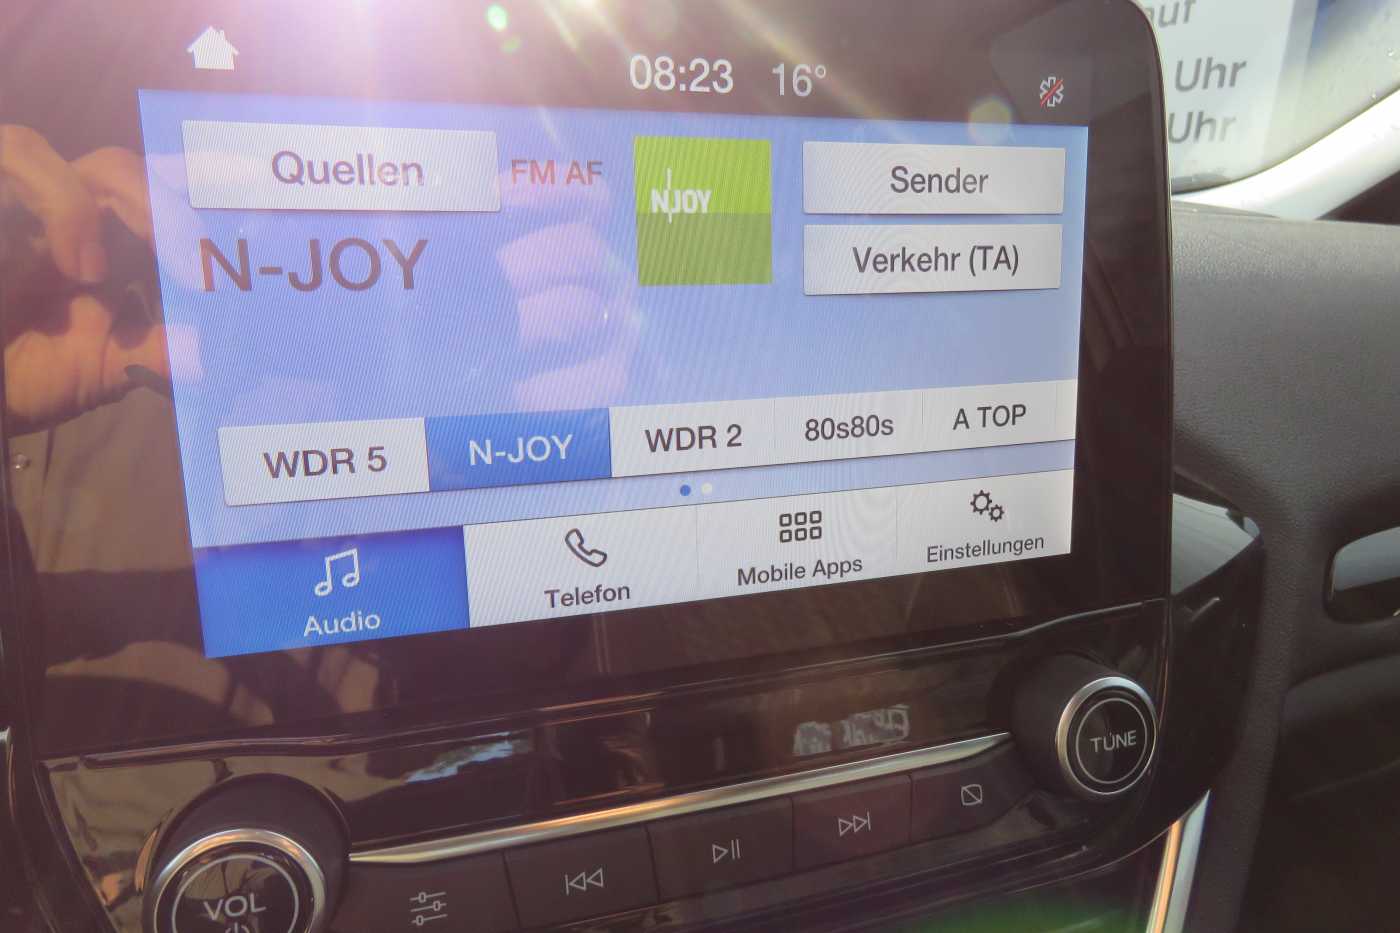 auf
Uhr
Uhr
08:23 16°
Quellen
FM AF
N-JOY
Sender
N-JOY
Verkehr (TA)
WDR 5
N-JOY
WDR 2
80s80s
A TOP
Audio
Telefon
Mobile Apps
Einstellungen
TUNE
VOL